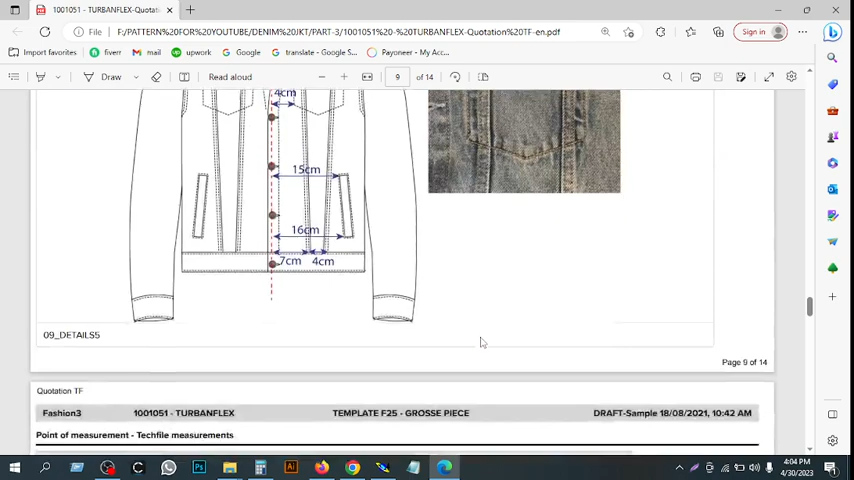 1001051 - TURBANFLEX-Quotation
File
F:/PATTERN%20FOR%20YOUTUBE/DENIM%20JKT/PART-3/1001051%20-%20TURBANFLEX-Quotation%20TF-en.pdf
Sign in
Import favorites
fiverr
mail
upwork
Google
translate - Google S...
Payoneer - My Acc...
Draw
Read aloud
9
of 14
4cm
15cm
16cm
7cm
4cm
09_DETAILS5
Page 9 of 14
Quotation TF
Fashion3
1001051 - TURBANFLEX
TEMPLATE F25 - GROSSE PIECE
DRAFT-Sample 18/08/2021, 10:42 AM
Point of measurement - Techfile measurements
4:04 PM
4/30/2023